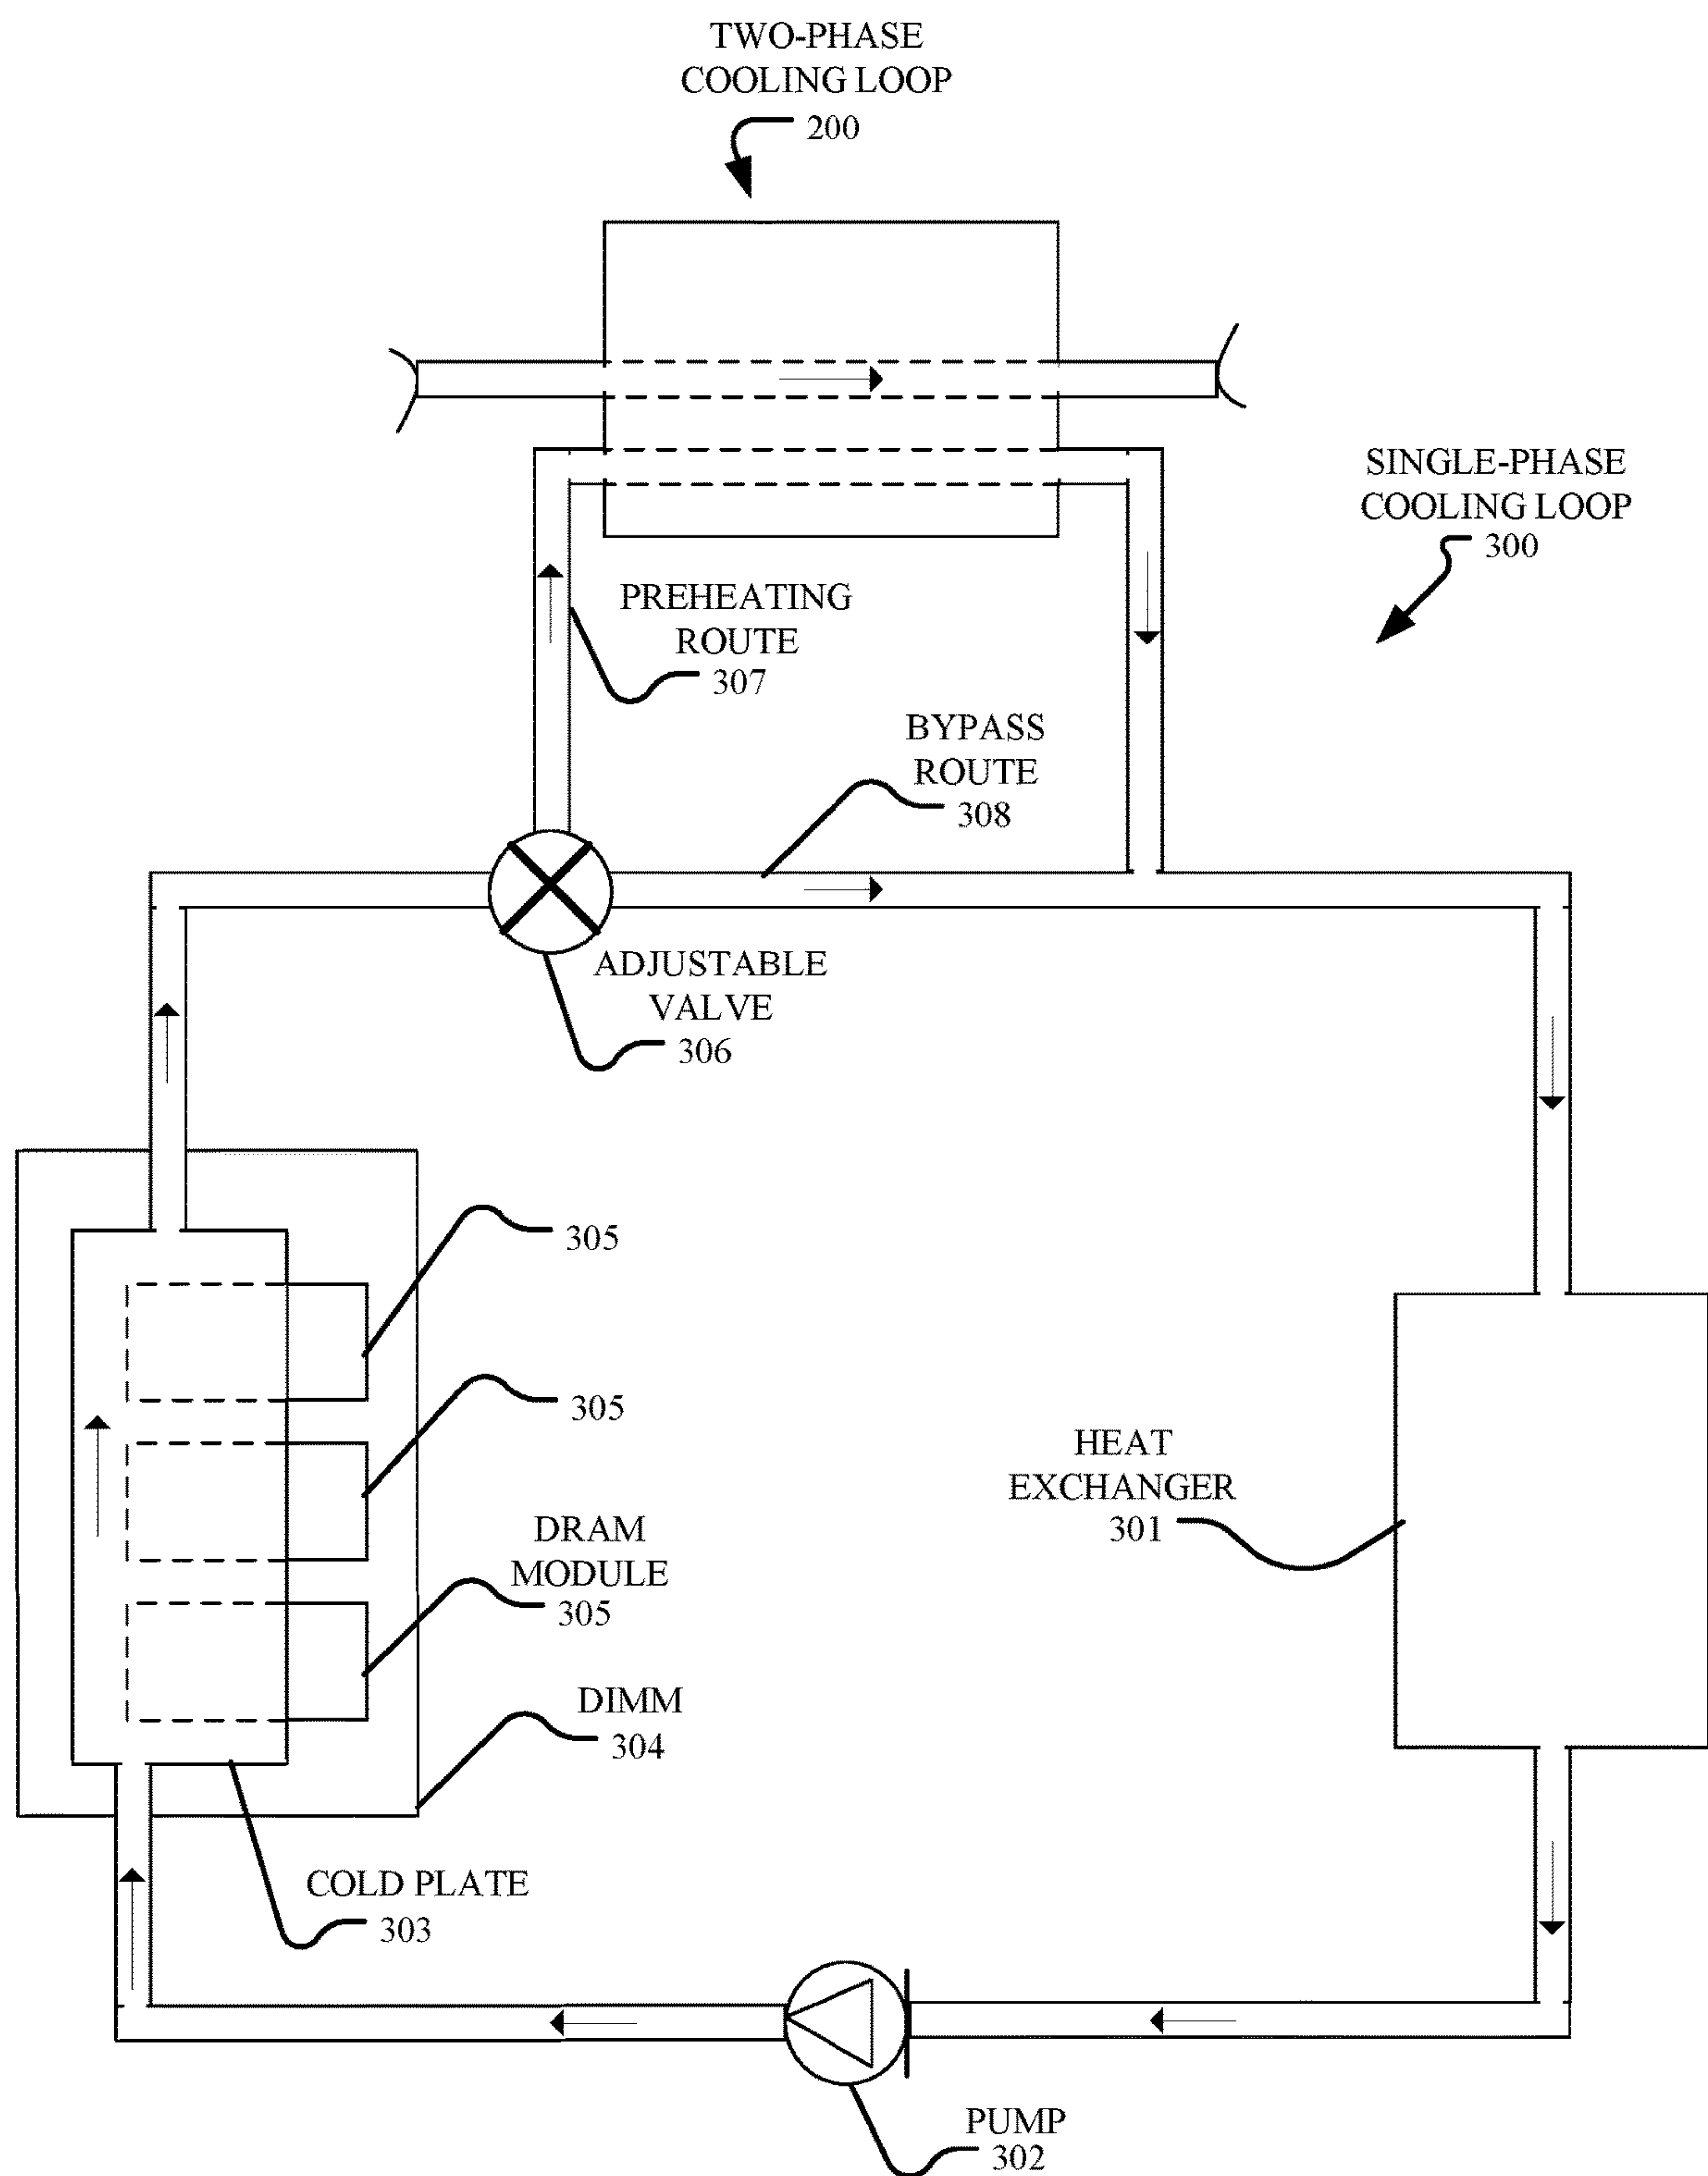 TWO-PHASE
COOLING LOOP
200
SINGLE-PHASE
COOLING LOOP
300
PREHEATING
ROUTE
307
BYPASS
ROUTE
308
ADJUSTABLE
VALVE
306
305
305
HEAT
EXCHANGER
301
DRAM
MODULE
305
DIMM
304
COLD PLATE
303
PUMP
302